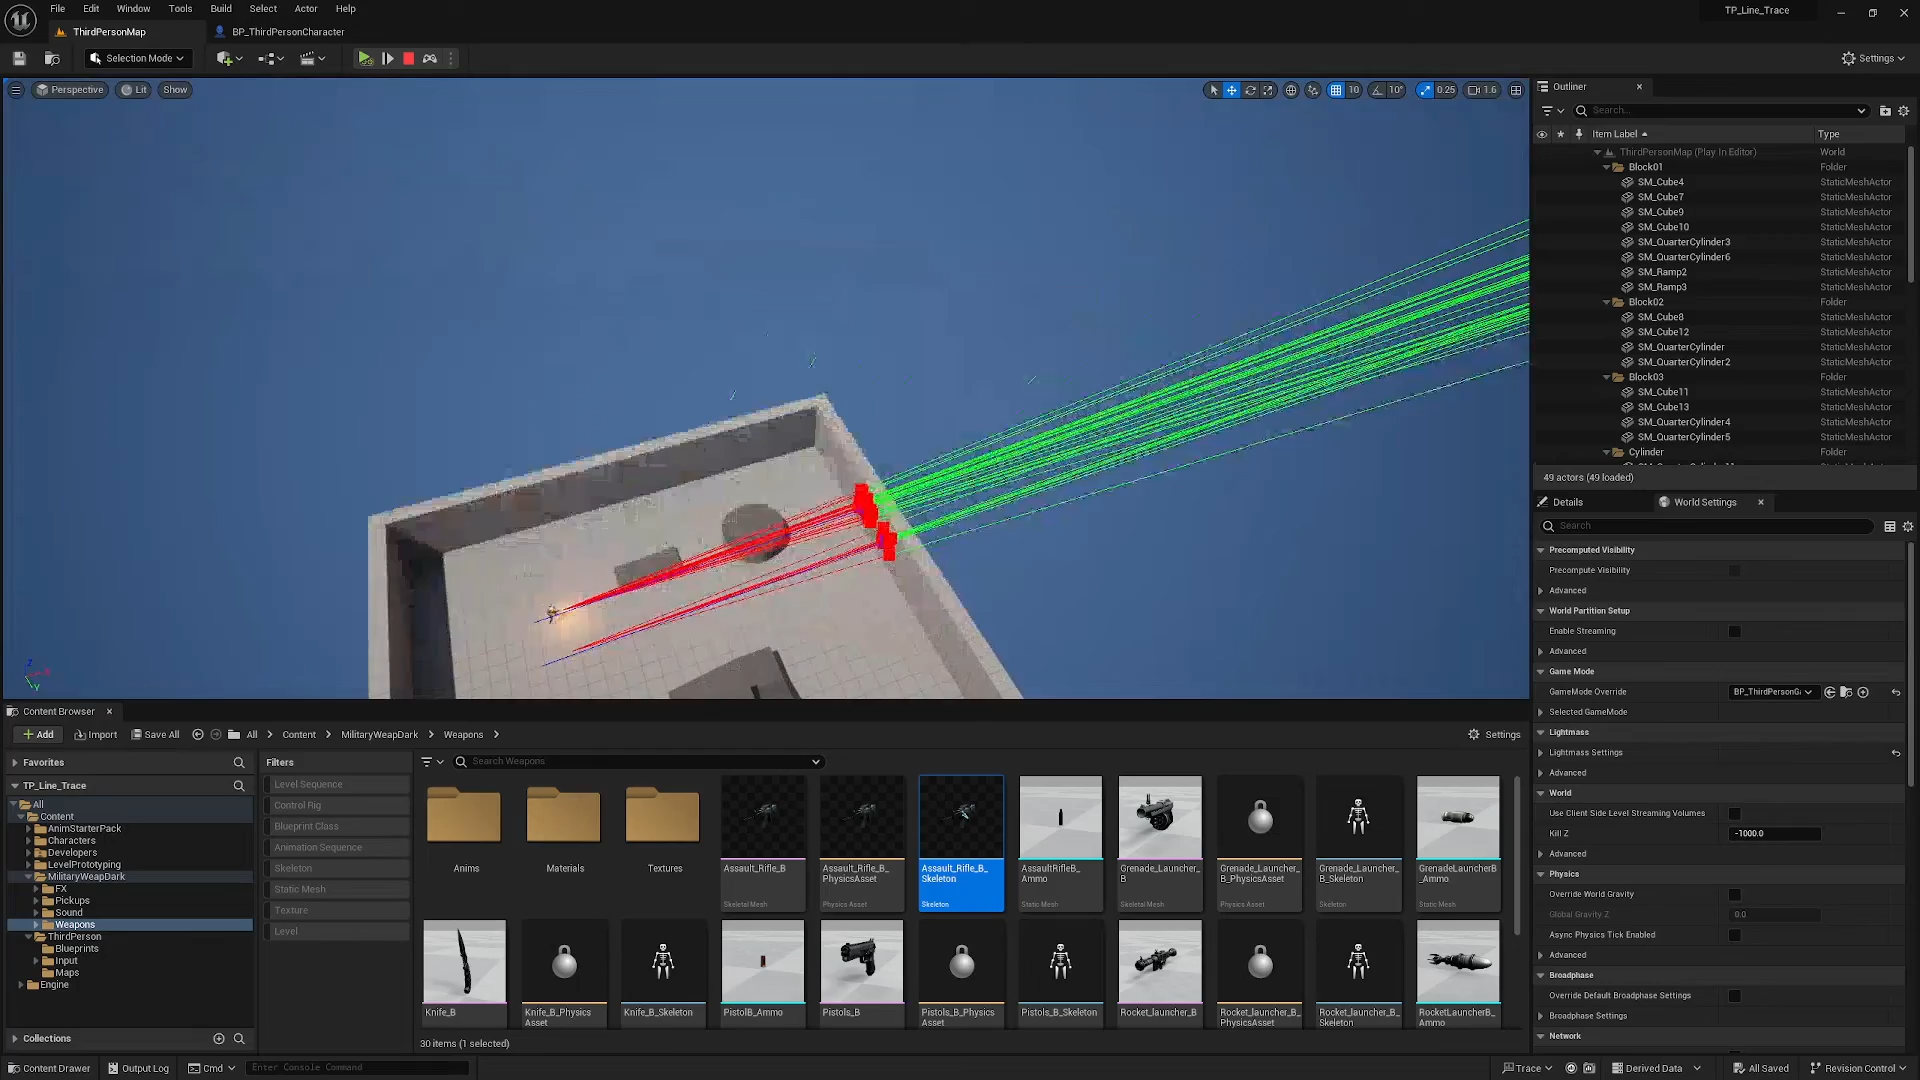 File Edit Window Tools Build Select Actor Help
TP_Line_Trace
ThirdPersonMap
BP_ThirdPersonCharacter
Selection Mode
Settings
Perspective Lit Show
10 10° 0.25 1.6
Outliner
Search...
Item Label Type
ThirdPersonMap (Play In Editor) World
Block01 Folder
SM_Cube4 StaticMeshActor
SM_Cube7 StaticMeshActor
SM_Cube9 StaticMeshActor
SM_Cube10 StaticMeshActor
SM_QuarterCylinder3 StaticMeshActor
SM_QuarterCylinder6 StaticMeshActor
SM_Ramp2 StaticMeshActor
SM_Ramp3 StaticMeshActor
Block02 Folder
SM_Cube8 StaticMeshActor
SM_Cube12 StaticMeshActor
SM_QuarterCylinder StaticMeshActor
SM_QuarterCylinder2 StaticMeshActor
Block03 Folder
SM_Cube11 StaticMeshActor
SM_Cube13 StaticMeshActor
SM_QuarterCylinder4 StaticMeshActor
SM_QuarterCylinder5 StaticMeshActor
Cylinder Folder
49 actors (49 loaded)
Details World Settings
Search
Precomputed Visibility
Precompute Visibility
Advanced
World Partition Setup
Enable Streaming
Advanced
Game Mode
GameMode Override BP_ThirdPersonGa
Selected GameMode
Lightmass
Lightmass Settings
Advanced
World
Use Client Side Level Streaming Volumes
Kill Z -1000.0
Advanced
Physics
Override World Gravity
Global Gravity Z 0.0
Async Physics Tick Enabled
Advanced
Broadphase
Override Default Broadphase Settings
Broadphase Settings
Network
Z
Y
Content Browser
Add Import Save All All Content MilitaryWeapDark Weapons Settings
Favorites
TP_Line_Trace
All
Content
AnimStarterPack
Characters
Developers
LevelPrototyping
MilitaryWeapDark
FX
Pickups
Sound
Weapons
ThirdPerson
Blueprints
Input
Maps
Engine
Collections
Filters
Level Sequence
Control Rig
Blueprint Class
Animation Sequence
Skeleton
Static Mesh
Texture
Level
Search Weapons
Anims
Materials
Textures
Assault_Rifle_B
Skeletal Mesh
Assault_Rifle_B_
PhysicsAsset
Physics Asset
Assault_Rifle_B_
Skeleton
Skeleton
AssaultRifleB_
Ammo
Static Mesh
Grenade_Launcher_
B
Skeletal Mesh
Grenade_Launcher_
B_PhysicsAsset
Physics Asset
Grenade_Launcher_
B_Skeleton
Skeleton
GrenadeLauncherB
_Ammo
Static Mesh
Knife_B
Knife_B_Physics
Asset
Knife_B_Skeleton
PistolB_Ammo
Pistols_B
Pistols_B_Physics
Asset
Pistols_B_Skeleton
Rocket_launcher_B
Rocket_launcher_B_
PhysicsAsset
Rocket_launcher_B_
Skeleton
RocketLauncherB_
Ammo
30 items (1 selected)
Content Drawer Output Log Cmd Enter Console Command Trace Derived Data All Saved Revision Control